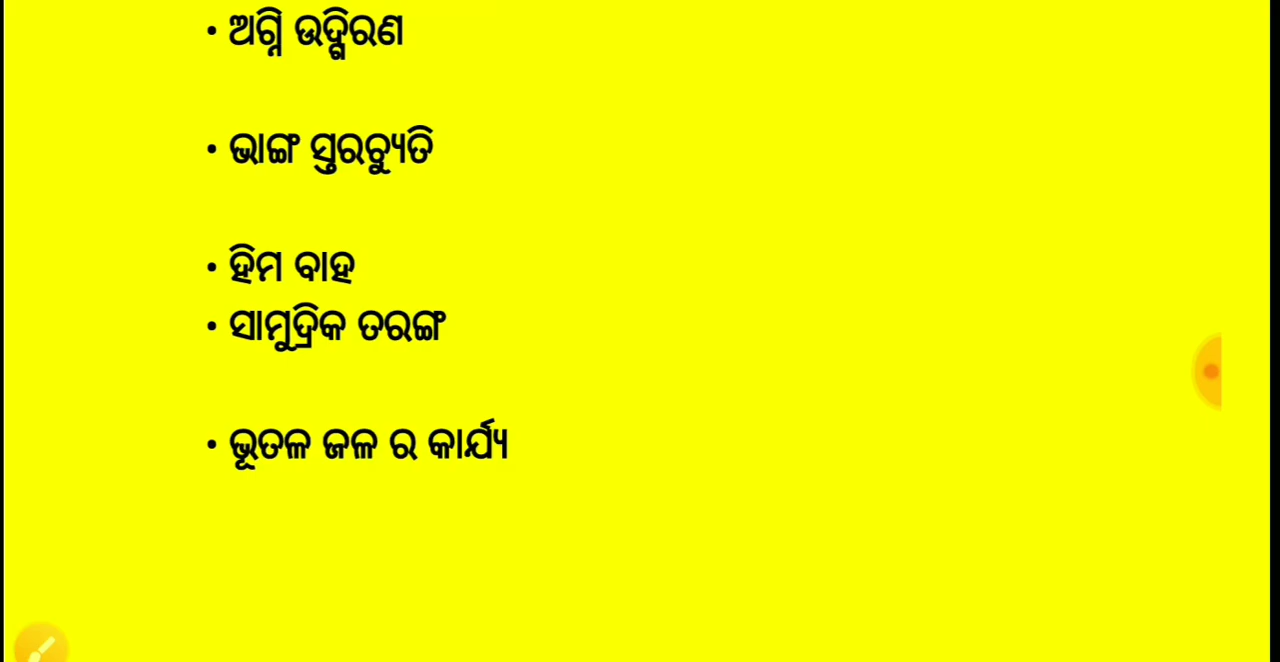 • ଅଗ୍ନି ଉଦ୍ଗିରଣ
• ଭାଙ୍ଗ ସ୍ତରଚ୍ୟୁତି
• ହିମ ବାହ
• ସାମୁଦ୍ରିକ ତରଙ୍ଗ
• ଭୂତଳ ଜଳ ର କାର୍ଯ୍ୟ